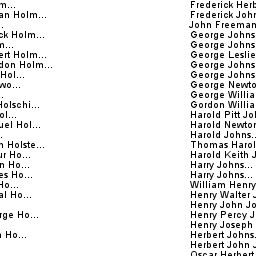 m...
an Holm...
..
ck Holm...
m...
ert Holm...
don Holm...
Hol...
wo...
..
Holschi...
ol...
uel Hol...
.
n Holste...
ur Ho...
n Ho...
es Ho...
Ho...
al Ho...
rge Ho...
n Ho...
Frederick Herb
Frederick John
John Freeman
George Johns
George Johns
George Leslie
George Johns
George Johns
George Newto
George Willia
Gordon Willia
Harold Pitt Jol
Harold Newton
Harold Johns..
Thomas Harol
Harold Keith J
Harry Johns...
Harry Johns...
William Henry
Henry Walter J
Henry John Jo
Henry Percy J
Henry Joseph
Herbert Johns.
Herbert John J
Oscar Herbert